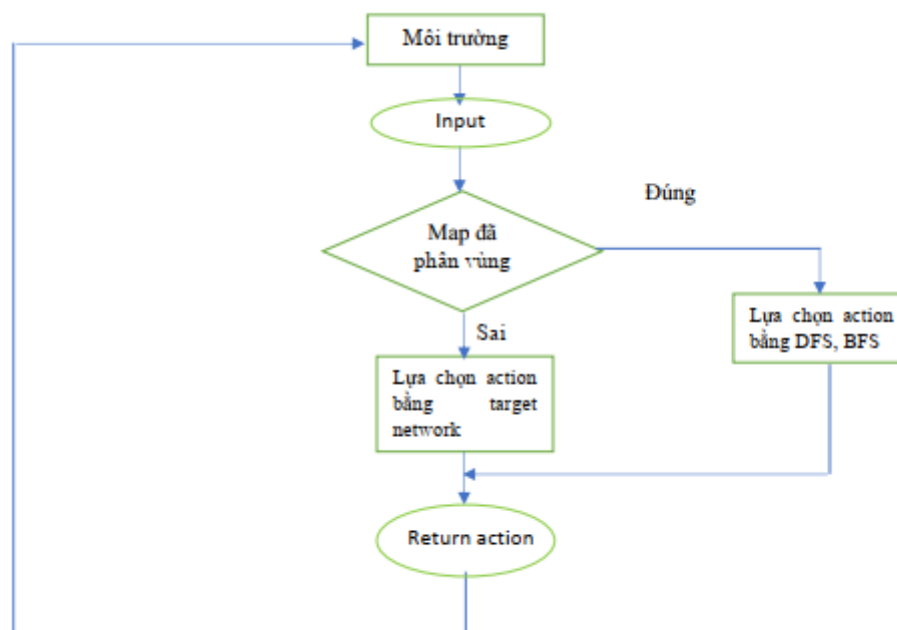 Môi trường
Input
Đúng
Map đã
phân vùng
Sai
Lựa chọn action
bằng DFS, BFS
Lựa chọn action
bằng target
network
Return action